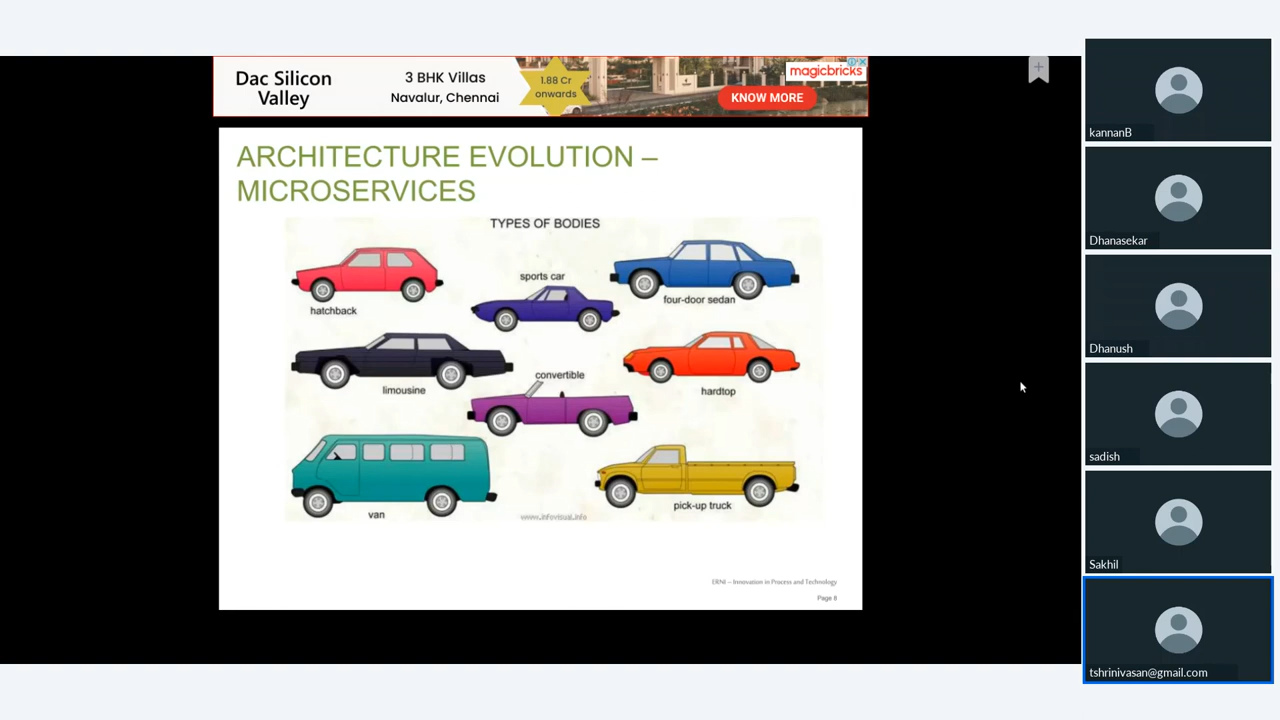 Dac Silicon
Valley
3 BHK Villas
Navalur, Chennai
1.88 Cr
onwards
magicbricks
KNOW MORE
ARCHITECTURE EVOLUTION –
MICROSERVICES
TYPES OF BODIES
hatchback
sports car
four-door sedan
limousine
convertible
hardtop
van
pick-up truck
www.infovisual.info
ERNI – Innovation in Process and Technology
Page 8
kannanB
Dhanasekar
Dhanush
sadish
Sakhil
tshrinivasan@gmail.com